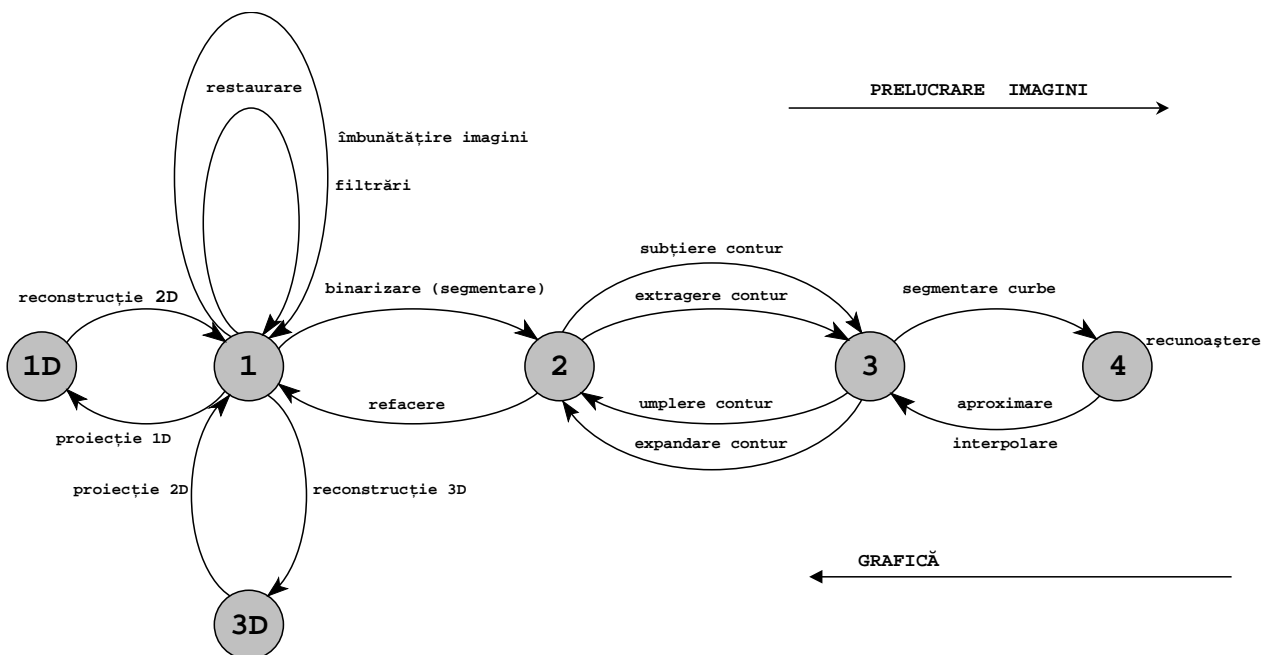 restaurare
PRELUCRARE IMAGINI
îmbunătățire imagini
filtrări
subțiere contur
reconstrucție 2D
binarizare (segmentare)
extragere contur
segmentare curbe
1D
1
2
3
4
recunoaştere
refacere
umplere contur
aproximare
proiecție 1D
expandare contur
interpolare
proiecție 2D
reconstrucție 3D
GRAFICĂ
3D